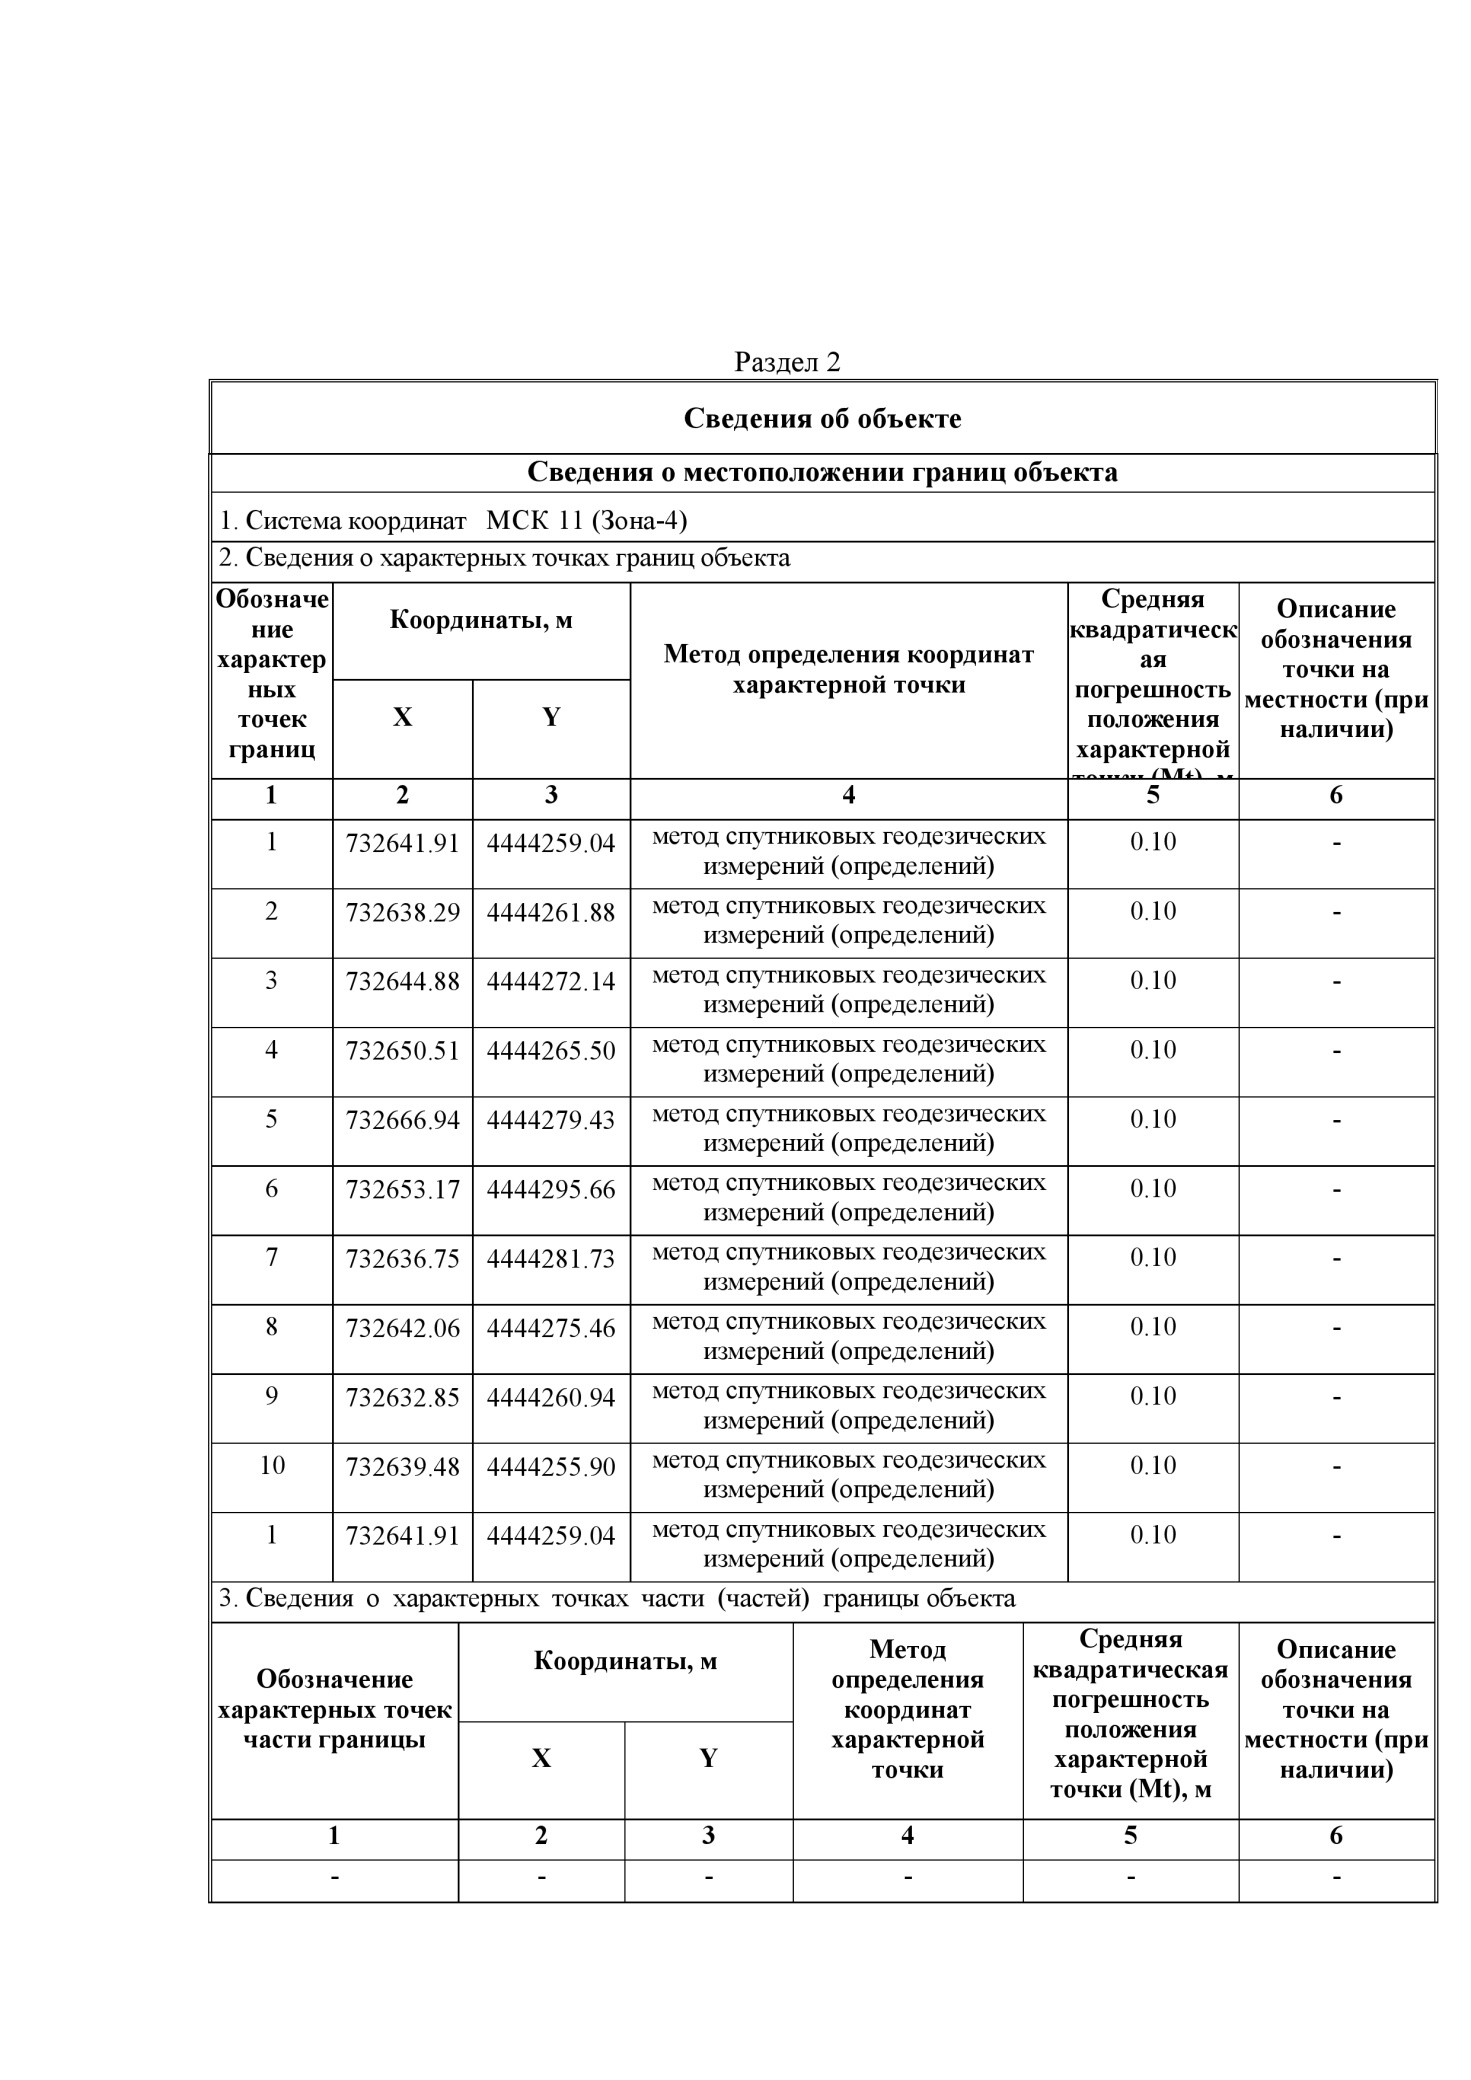 Раздел 2
Сведения об объекте
Сведения о местоположении границ объекта
1. Система координат МСК 11 (Зона-4)
2. Сведения о характерных точках границ объекта
Обозначе
ние
характер
ных
точек
границ
Координаты, м
X
Y
Метод определения координат
характерной точки
Средняя
квадратическ
ая
погрешность
положения
характерной
точки (Mt), м
Описание
обозначения
точки на
местности (при
наличии)
1 2 3 4 5 6
1 732641.91 4444259.04 метод спутниковых геодезических
измерений (определений) 0.10 -
2 732638.29 4444261.88 метод спутниковых геодезических
измерений (определений) 0.10 -
3 732644.88 4444272.14 метод спутниковых геодезических
измерений (определений) 0.10 -
4 732650.51 4444265.50 метод спутниковых геодезических
измерений (определений) 0.10 -
5 732666.94 4444279.43 метод спутниковых геодезических
измерений (определений) 0.10 -
6 732653.17 4444295.66 метод спутниковых геодезических
измерений (определений) 0.10 -
7 732636.75 4444281.73 метод спутниковых геодезических
измерений (определений) 0.10 -
8 732642.06 4444275.46 метод спутниковых геодезических
измерений (определений) 0.10 -
9 732632.85 4444260.94 метод спутниковых геодезических
измерений (определений) 0.10 -
10 732639.48 4444255.90 метод спутниковых геодезических
измерений (определений) 0.10 -
1 732641.91 4444259.04 метод спутниковых геодезических
измерений (определений) 0.10 -
3. Сведения о характерных точках части (частей) границы объекта
Обозначение
характерных точек
части границы
Координаты, м
X
Y
Метод
определения
координат
характерной
точки
Средняя
квадратическая
погрешность
положения
характерной
точки (Mt), м
Описание
обозначения
точки на
местности (при
наличии)
1 2 3 4 5 6
- - - - - -